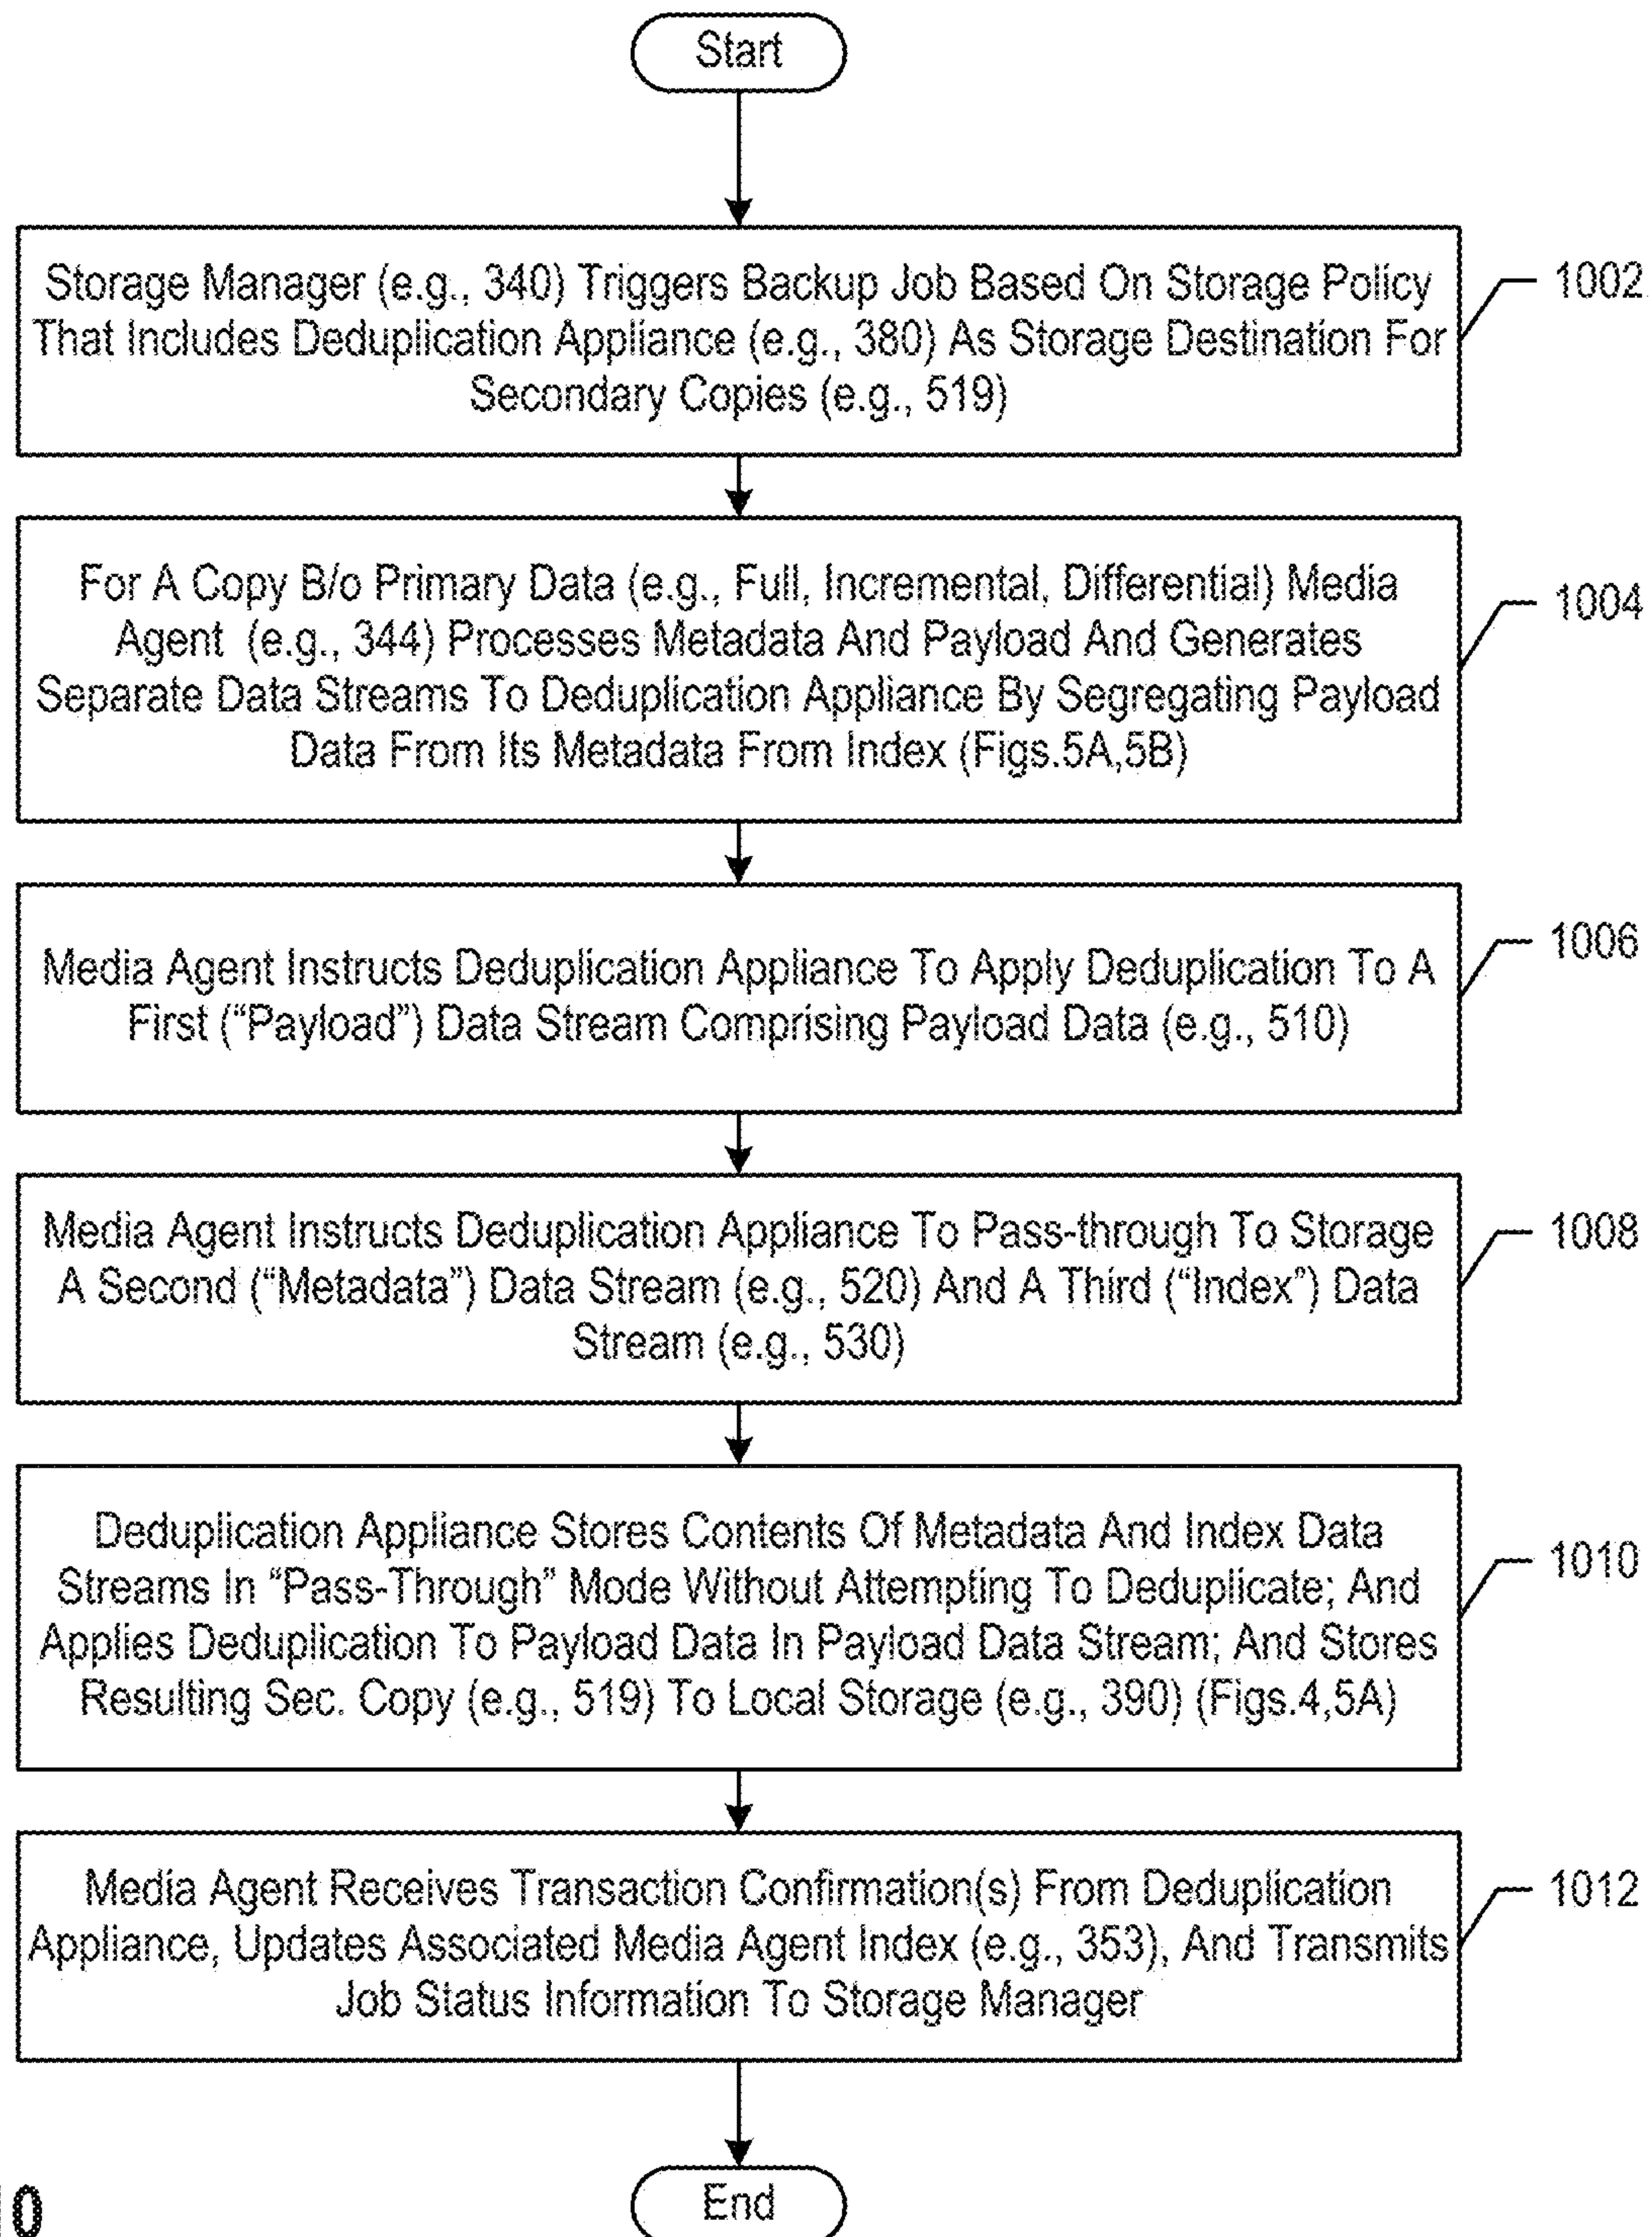 Start
Storage Manager (e.g., 340) Triggers Backup Job Based On Storage Policy
That Includes Deduplication Appliance (e.g., 380) As Storage Destination For
Secondary Copies (e.g., 519)
1002
For A Copy B/o Primary Data (e.g., Full, Incremental, Differential) Media
Agent (e.g., 344) Processes Metadata And Payload And Generates
Separate Data Streams To Deduplication Appliance By Segregating Payload
Data From Its Metadata From Index (Figs.5A,5B)
1004
Media Agent Instructs Deduplication Appliance To Apply Deduplication To A
First (“Payload”) Data Stream Comprising Payload Data (e.g., 510)
1006
Media Agent Instructs Deduplication Appliance To Pass-through To Storage
A Second (“Metadata”) Data Stream (e.g., 520) And A Third (“Index”) Data
Stream (e.g., 530)
1008
Deduplication Appliance Stores Contents Of Metadata And Index Data
Streams In “Pass-Through” Mode Without Attempting To Deduplicate; And
Applies Deduplication To Payload Data In Payload Data Stream; And Stores
Resulting Sec. Copy (e.g., 519) To Local Storage (e.g., 390) (Figs.4,5A)
1010
Media Agent Receives Transaction Confirmation(s) From Deduplication
Appliance, Updates Associated Media Agent Index (e.g., 353), And Transmits
Job Status Information To Storage Manager
1012
End